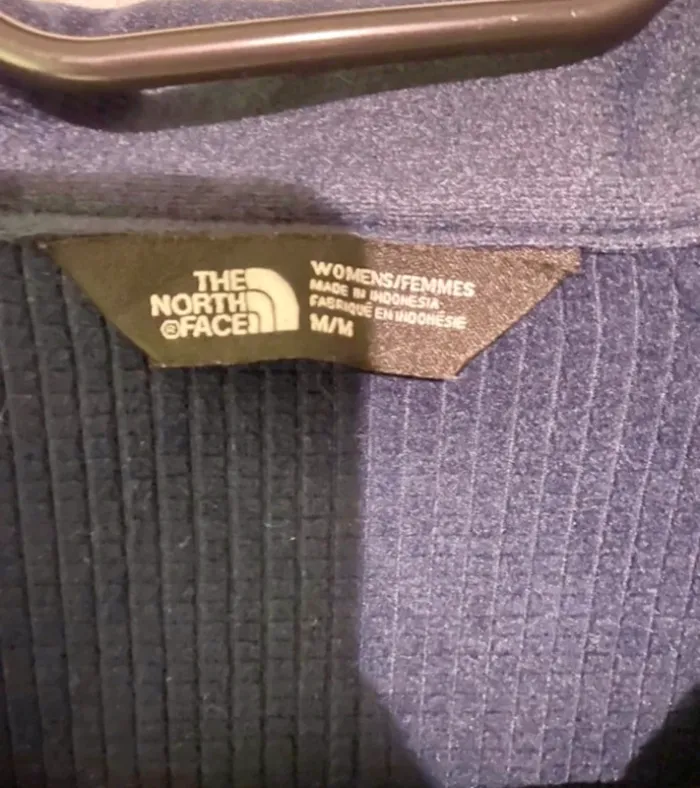 THE
NORTH
®FACE
WOMENS/FEMMES
MADE IN INDONESIA
FABRIQUÉ EN INDONÉSIE
M/M